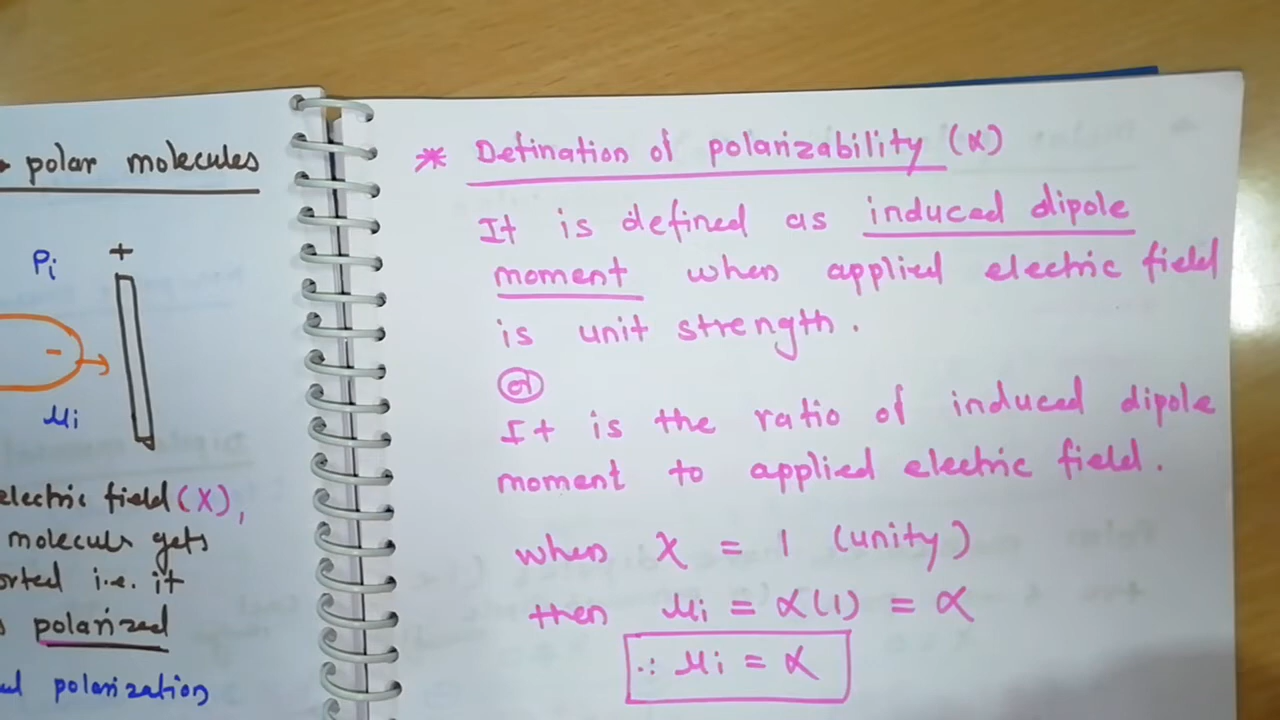 polar molecules
Pi
+
-
μi
electric field (X),
molecule gets
i.e. it
polarized
polarization
* Defination of polarizability (α)
It is defined as induced dipole
moment when applied electric field
is unit strength.
or
It is the ratio of induced dipole
moment to applied electric field.
when X = 1 (unity)
then μi = α(1) = α
∴ μi = α